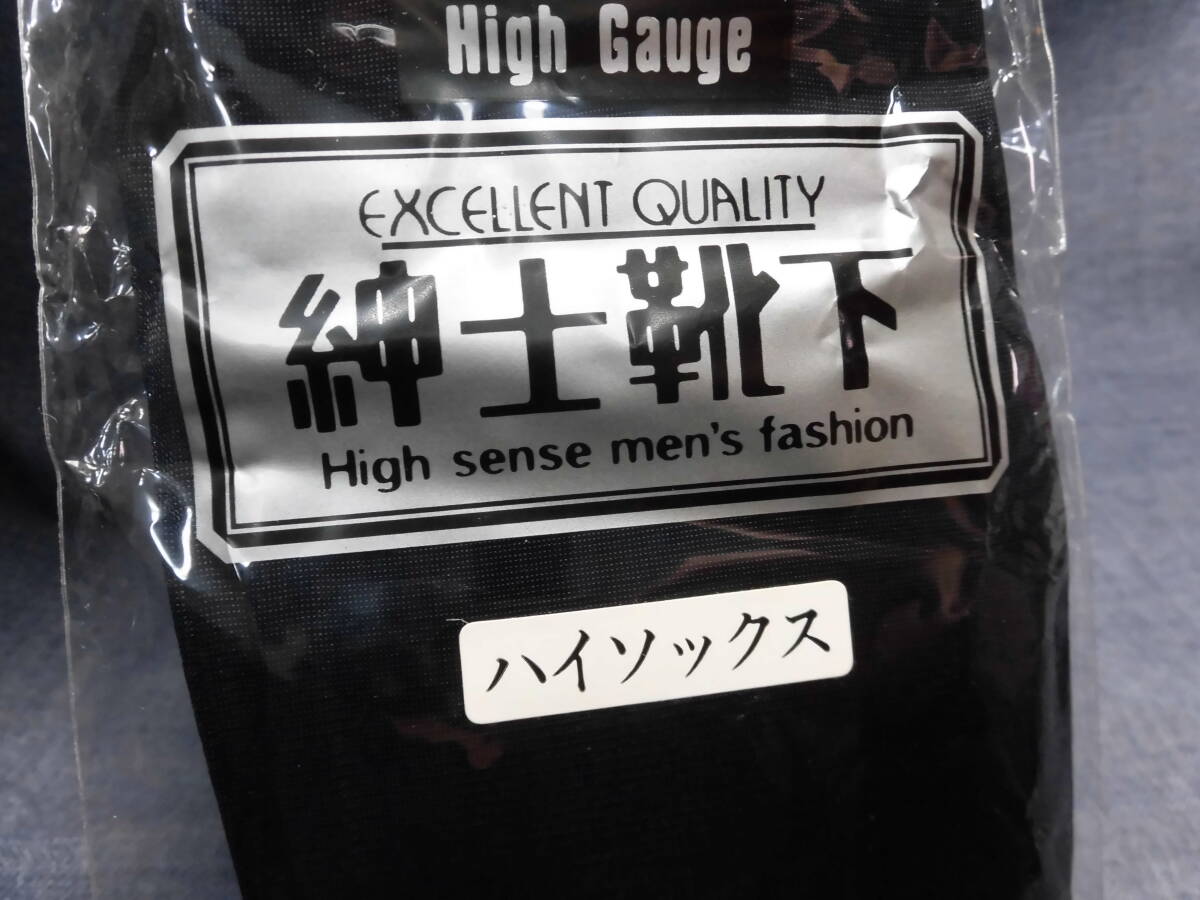 High Gauge
EXCELLENT QUALITY
紳士靴下
High sense men's fashion
ハイソックス